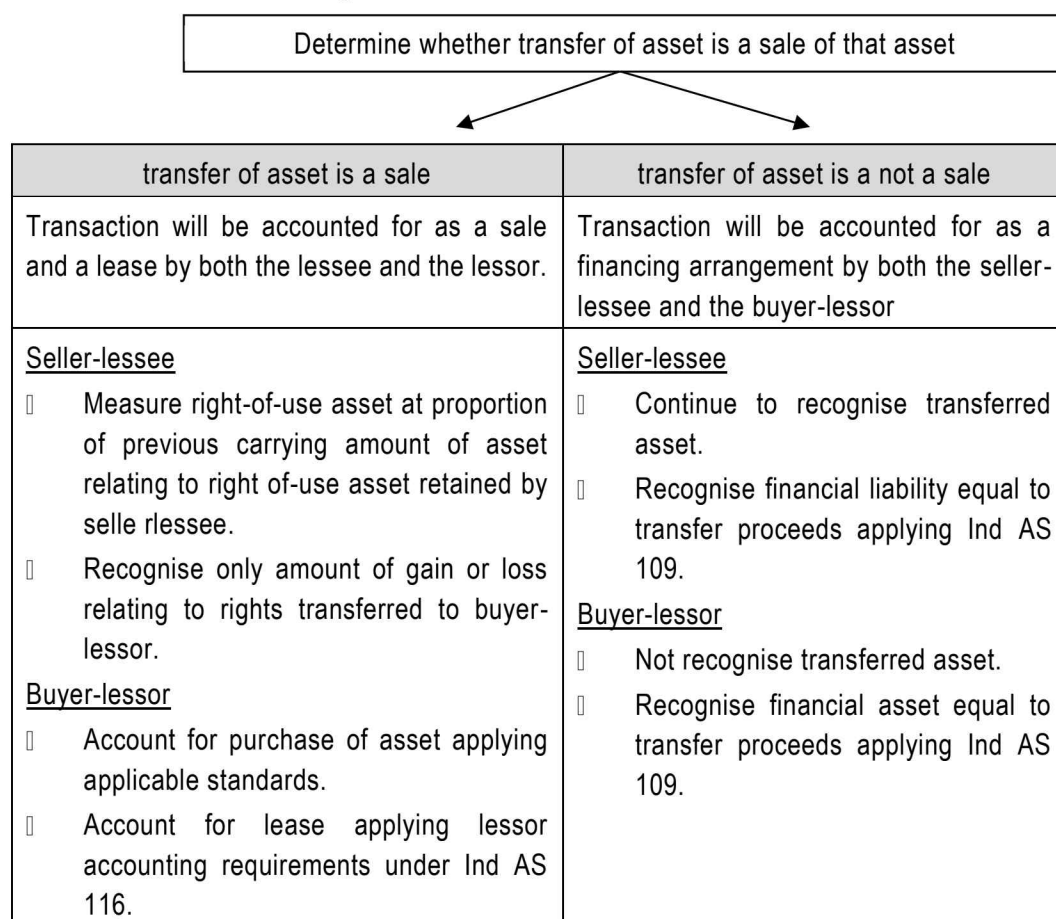 Determine whether transfer of asset is a sale of that asset
transfer of asset is a sale
Transaction will be accounted for as a sale
and a lease by both the lessee and the lessor.
Seller-lessee
Measure right-of-use asset at proportion
of previous carrying amount of asset
relating to right of-use asset retained by
selle rlessee.
Recognise only amount of gain or loss
relating to rights transferred to buyer-
lessor.
Buyer-lessor
Account for purchase of asset applying
applicable standards.
Account for lease applying lessor
accounting requirements under Ind AS
116.
transfer of asset is a not a sale
Transaction will be accounted for as a
financing arrangement by both the seller-
lessee and the buyer-lessor
Seller-lessee
Continue to recognise transferred
asset.
Recognise financial liability equal to
transfer proceeds applying Ind AS
109.
Buyer-lessor
Not recognise transferred asset.
Recognise financial asset equal to
transfer proceeds applying Ind AS
109.